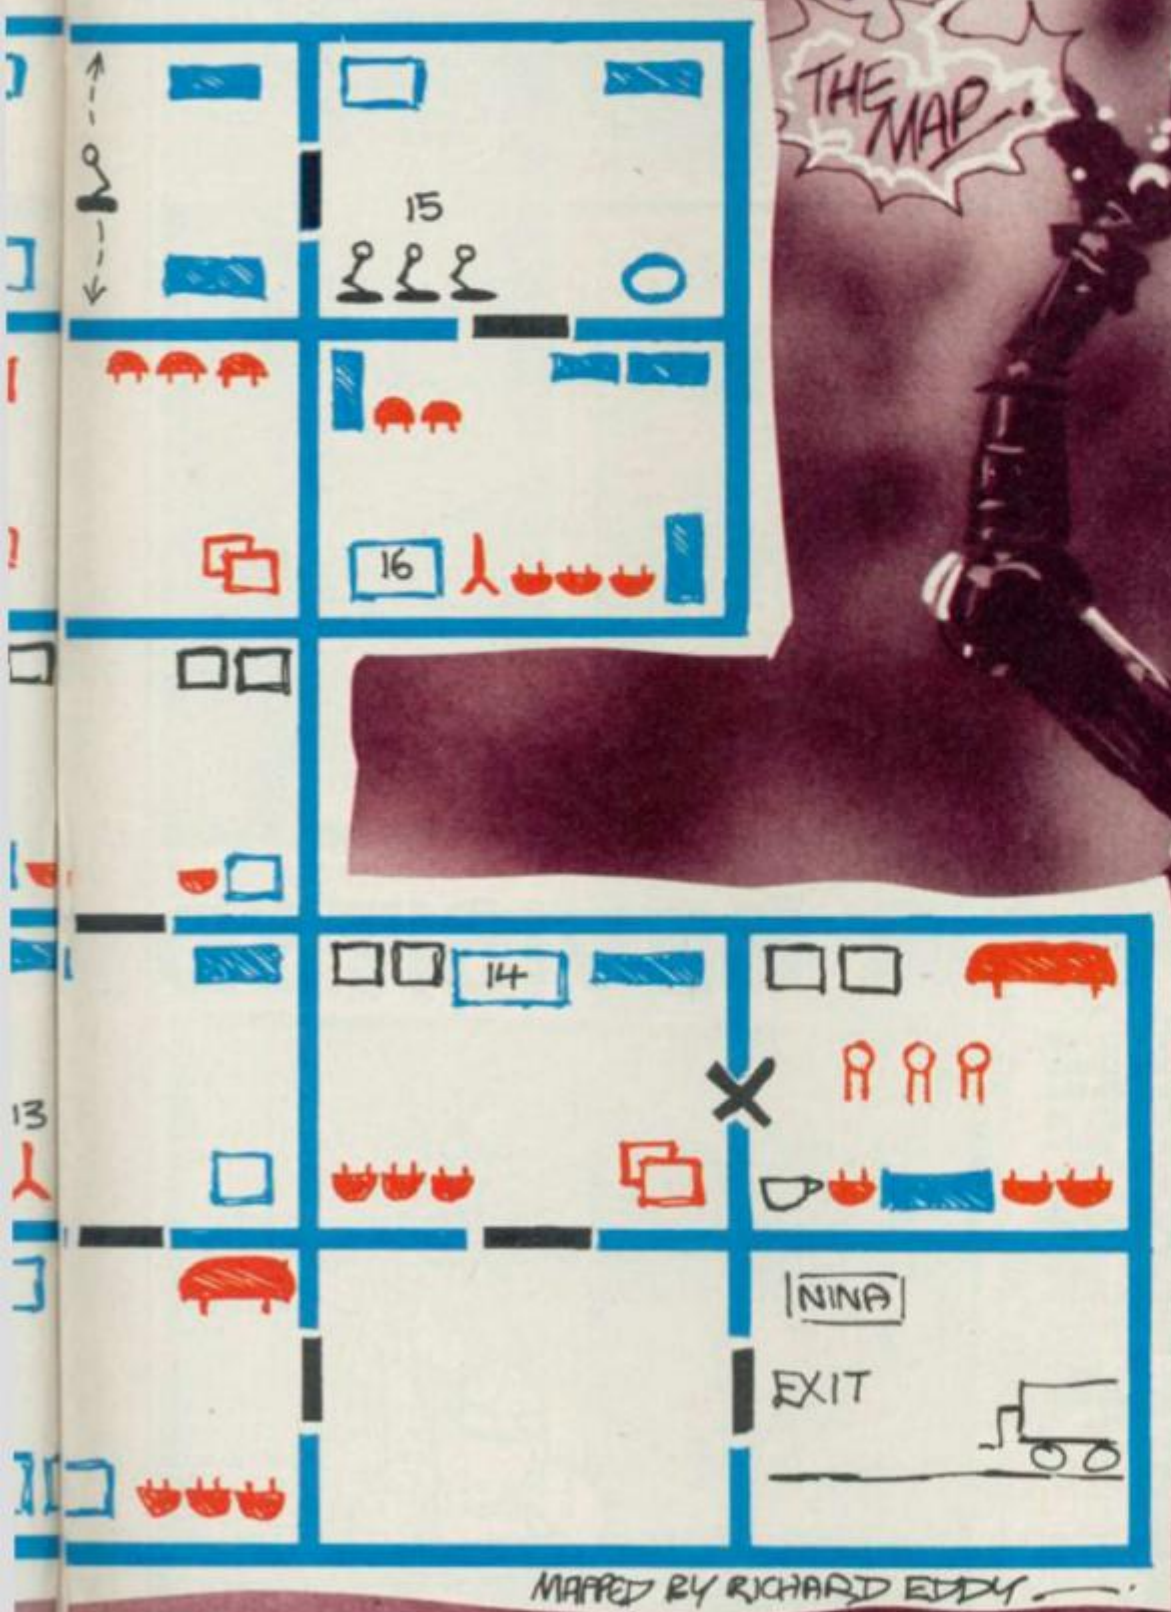 THE
MAP.
15
16
14
13
NINA
EXIT
MAPPED BY RICHARD EDDY